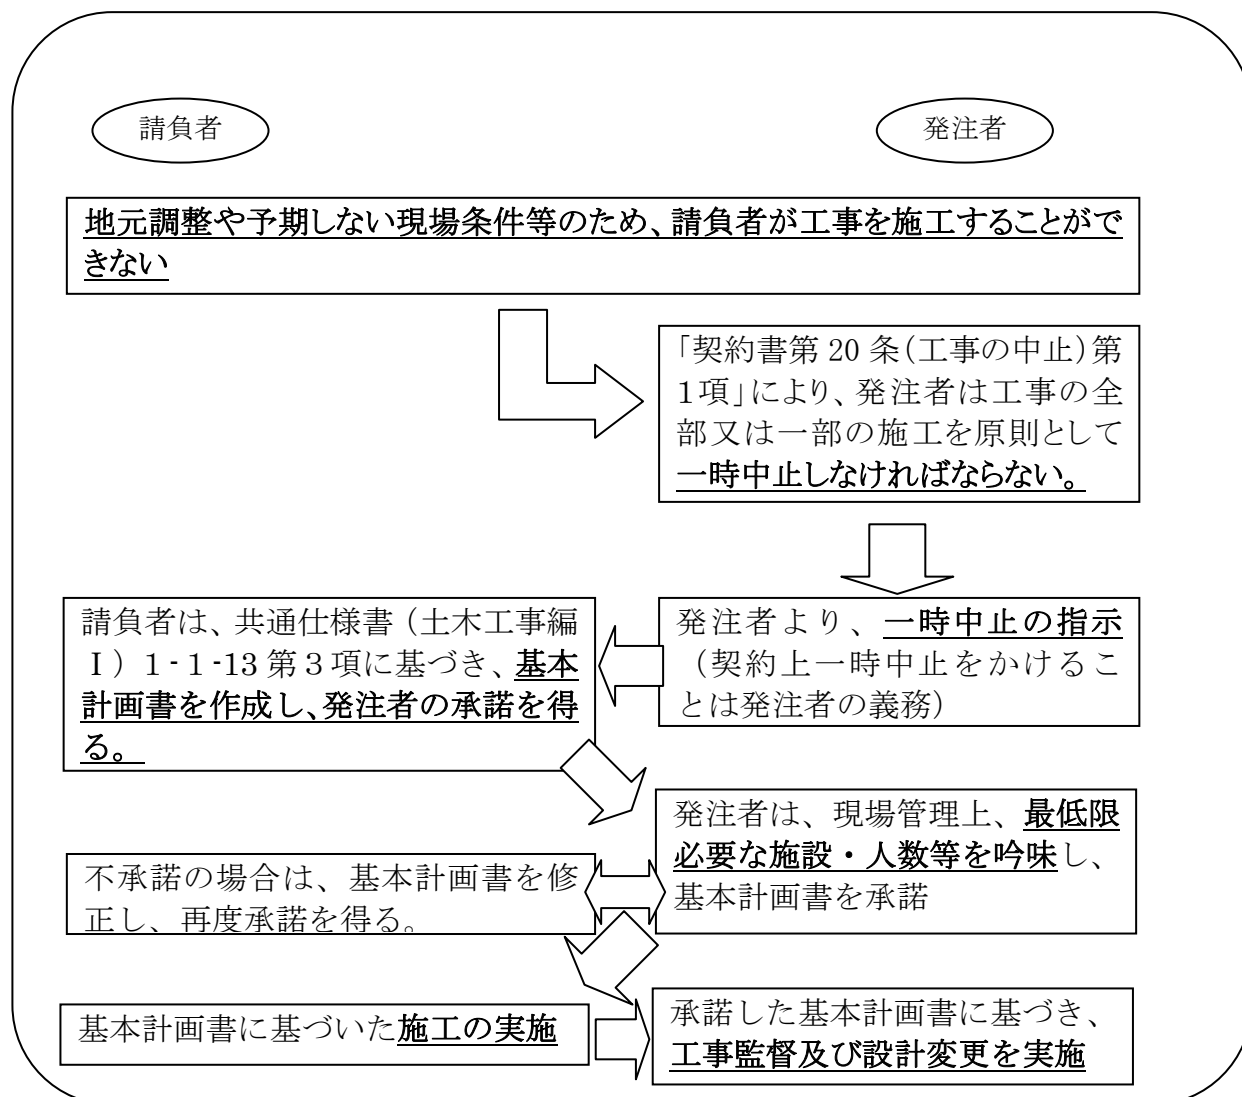 請負者
発注者
地元調整や予期しない現場条件等のため、請負者が工事を施工することがで
きない
「契約書第 20 条(工事の中止)第
1項」により、発注者は工事の全
部又は一部の施工を原則として
一時中止しなければならない。
発注者より、一時中止の指示
（契約上一時中止をかけるこ
とは発注者の義務）
請負者は、共通仕様書（土木工事編
Ⅰ）１-１-13 第３項に基づき、基本
計画書を作成し、発注者の承諾を得
る。
発注者は、現場管理上、最低限
必要な施設・人数等を吟味し、
基本計画書を承諾
不承諾の場合は、基本計画書を修
正し、再度承諾を得る。
基本計画書に基づいた施工の実施
承諾した基本計画書に基づき、
工事監督及び設計変更を実施